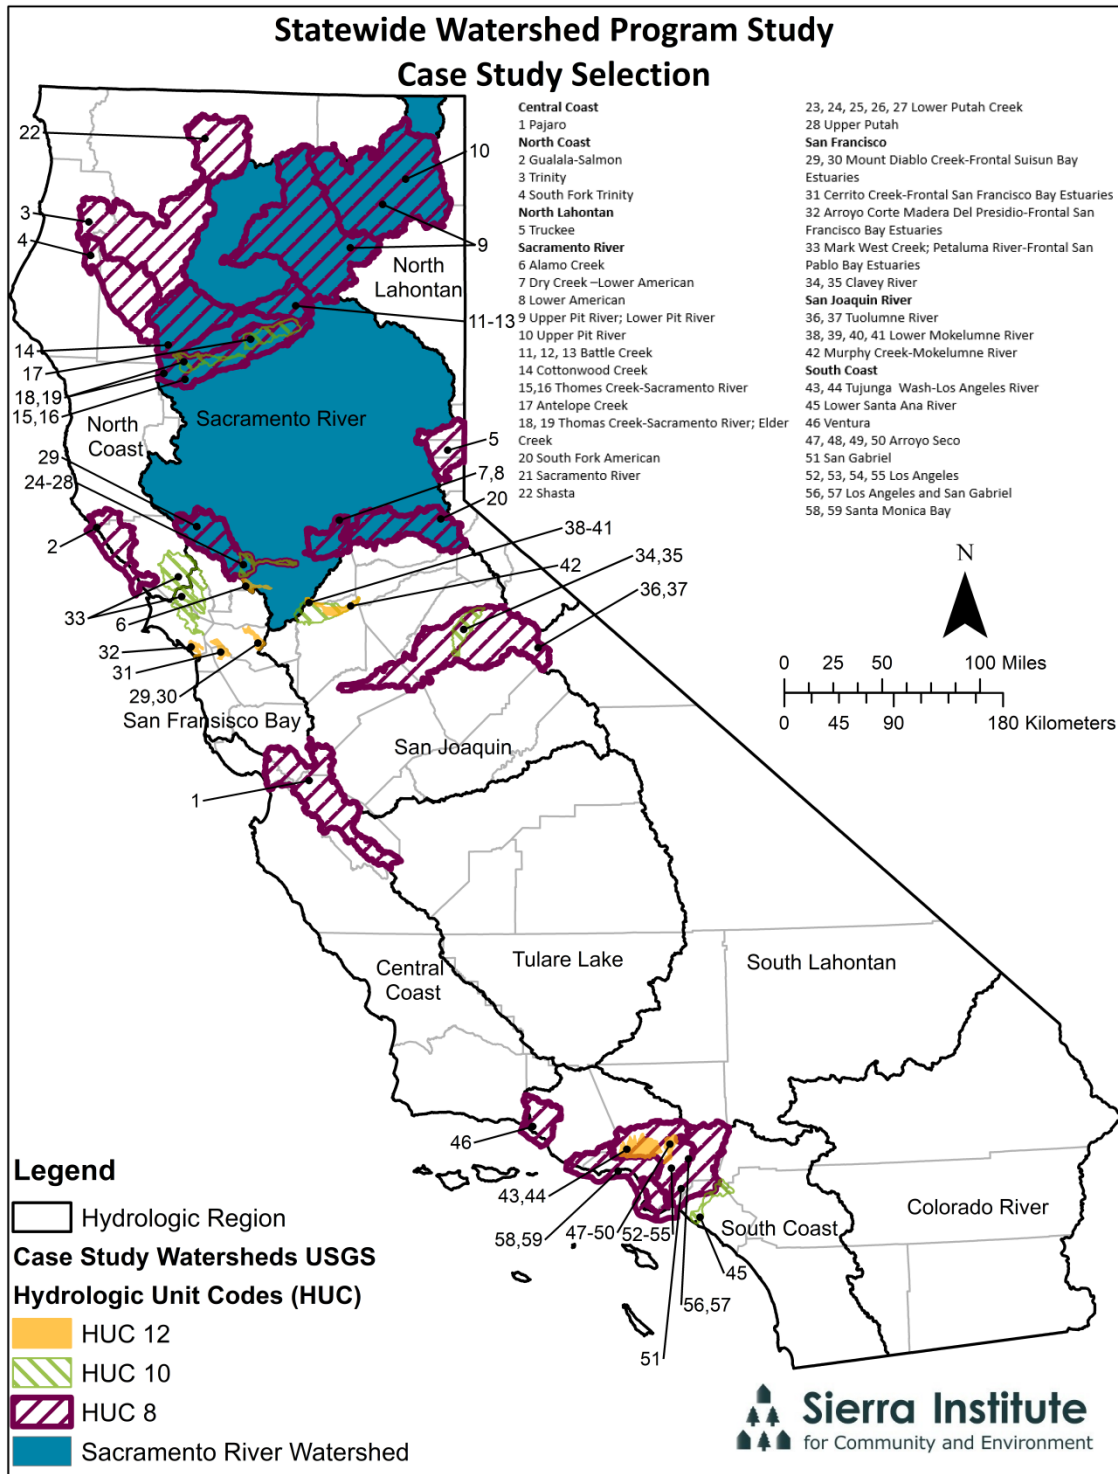 Statewide Watershed Program Study
Case Study Selection
Central Coast
1 Pajaro
North Coast
2 Gualala-Salmon
3 Trinity
4 South Fork Trinity
North Lahontan
5 Truckee
Sacramento River
6 Alamo Creek
7 Dry Creek –Lower American
8 Lower American
9 Upper Pit River; Lower Pit River
10 Upper Pit River
11, 12, 13 Battle Creek
14 Cottonwood Creek
15,16 Thomes Creek-Sacramento River
17 Antelope Creek
18, 19 Thomas Creek-Sacramento River; Elder
Creek
20 South Fork American
21 Sacramento River
22 Shasta
23, 24, 25, 26, 27 Lower Putah Creek
28 Upper Putah
San Francisco
29, 30 Mount Diablo Creek-Frontal Suisun Bay
Estuaries
31 Cerrito Creek-Frontal San Francisco Bay Estuaries
32 Arroyo Corte Madera Del Presidio-Frontal San
Francisco Bay Estuaries
33 Mark West Creek; Petaluma River-Frontal San
Pablo Bay Estuaries
34, 35 Clavey River
San Joaquin River
36, 37 Tuolumne River
38, 39, 40, 41 Lower Mokelumne River
42 Murphy Creek-Mokelumne River
South Coast
43, 44 Tujunga Wash-Los Angeles River
45 Lower Santa Ana River
46 Ventura
47, 48, 49, 50 Arroyo Seco
51 San Gabriel
52, 53, 54, 55 Los Angeles
56, 57 Los Angeles and San Gabriel
58, 59 Santa Monica Bay
22
10
3
4
9
North
Lahontan
11-13
14
17
18,19
15,16
Sacramento River
North
Coast
5
29
7,8
24-28
20
38-41
2
34,35
42
36,37
33
6
32
31
29,30
San Fransisco Bay
San Joaquin
1
N
0 25 50 100 Miles
0 45 90 180 Kilometers
Central
Coast
Tulare Lake
South Lahontan
46
43,44
58,59
47-50
52-55
South Coast
Colorado River
45
56,57
51
Legend
Hydrologic Region
Case Study Watersheds USGS
Hydrologic Unit Codes (HUC)
HUC 12
HUC 10
HUC 8
Sacramento River Watershed
Sierra Institute
for Community and Environment